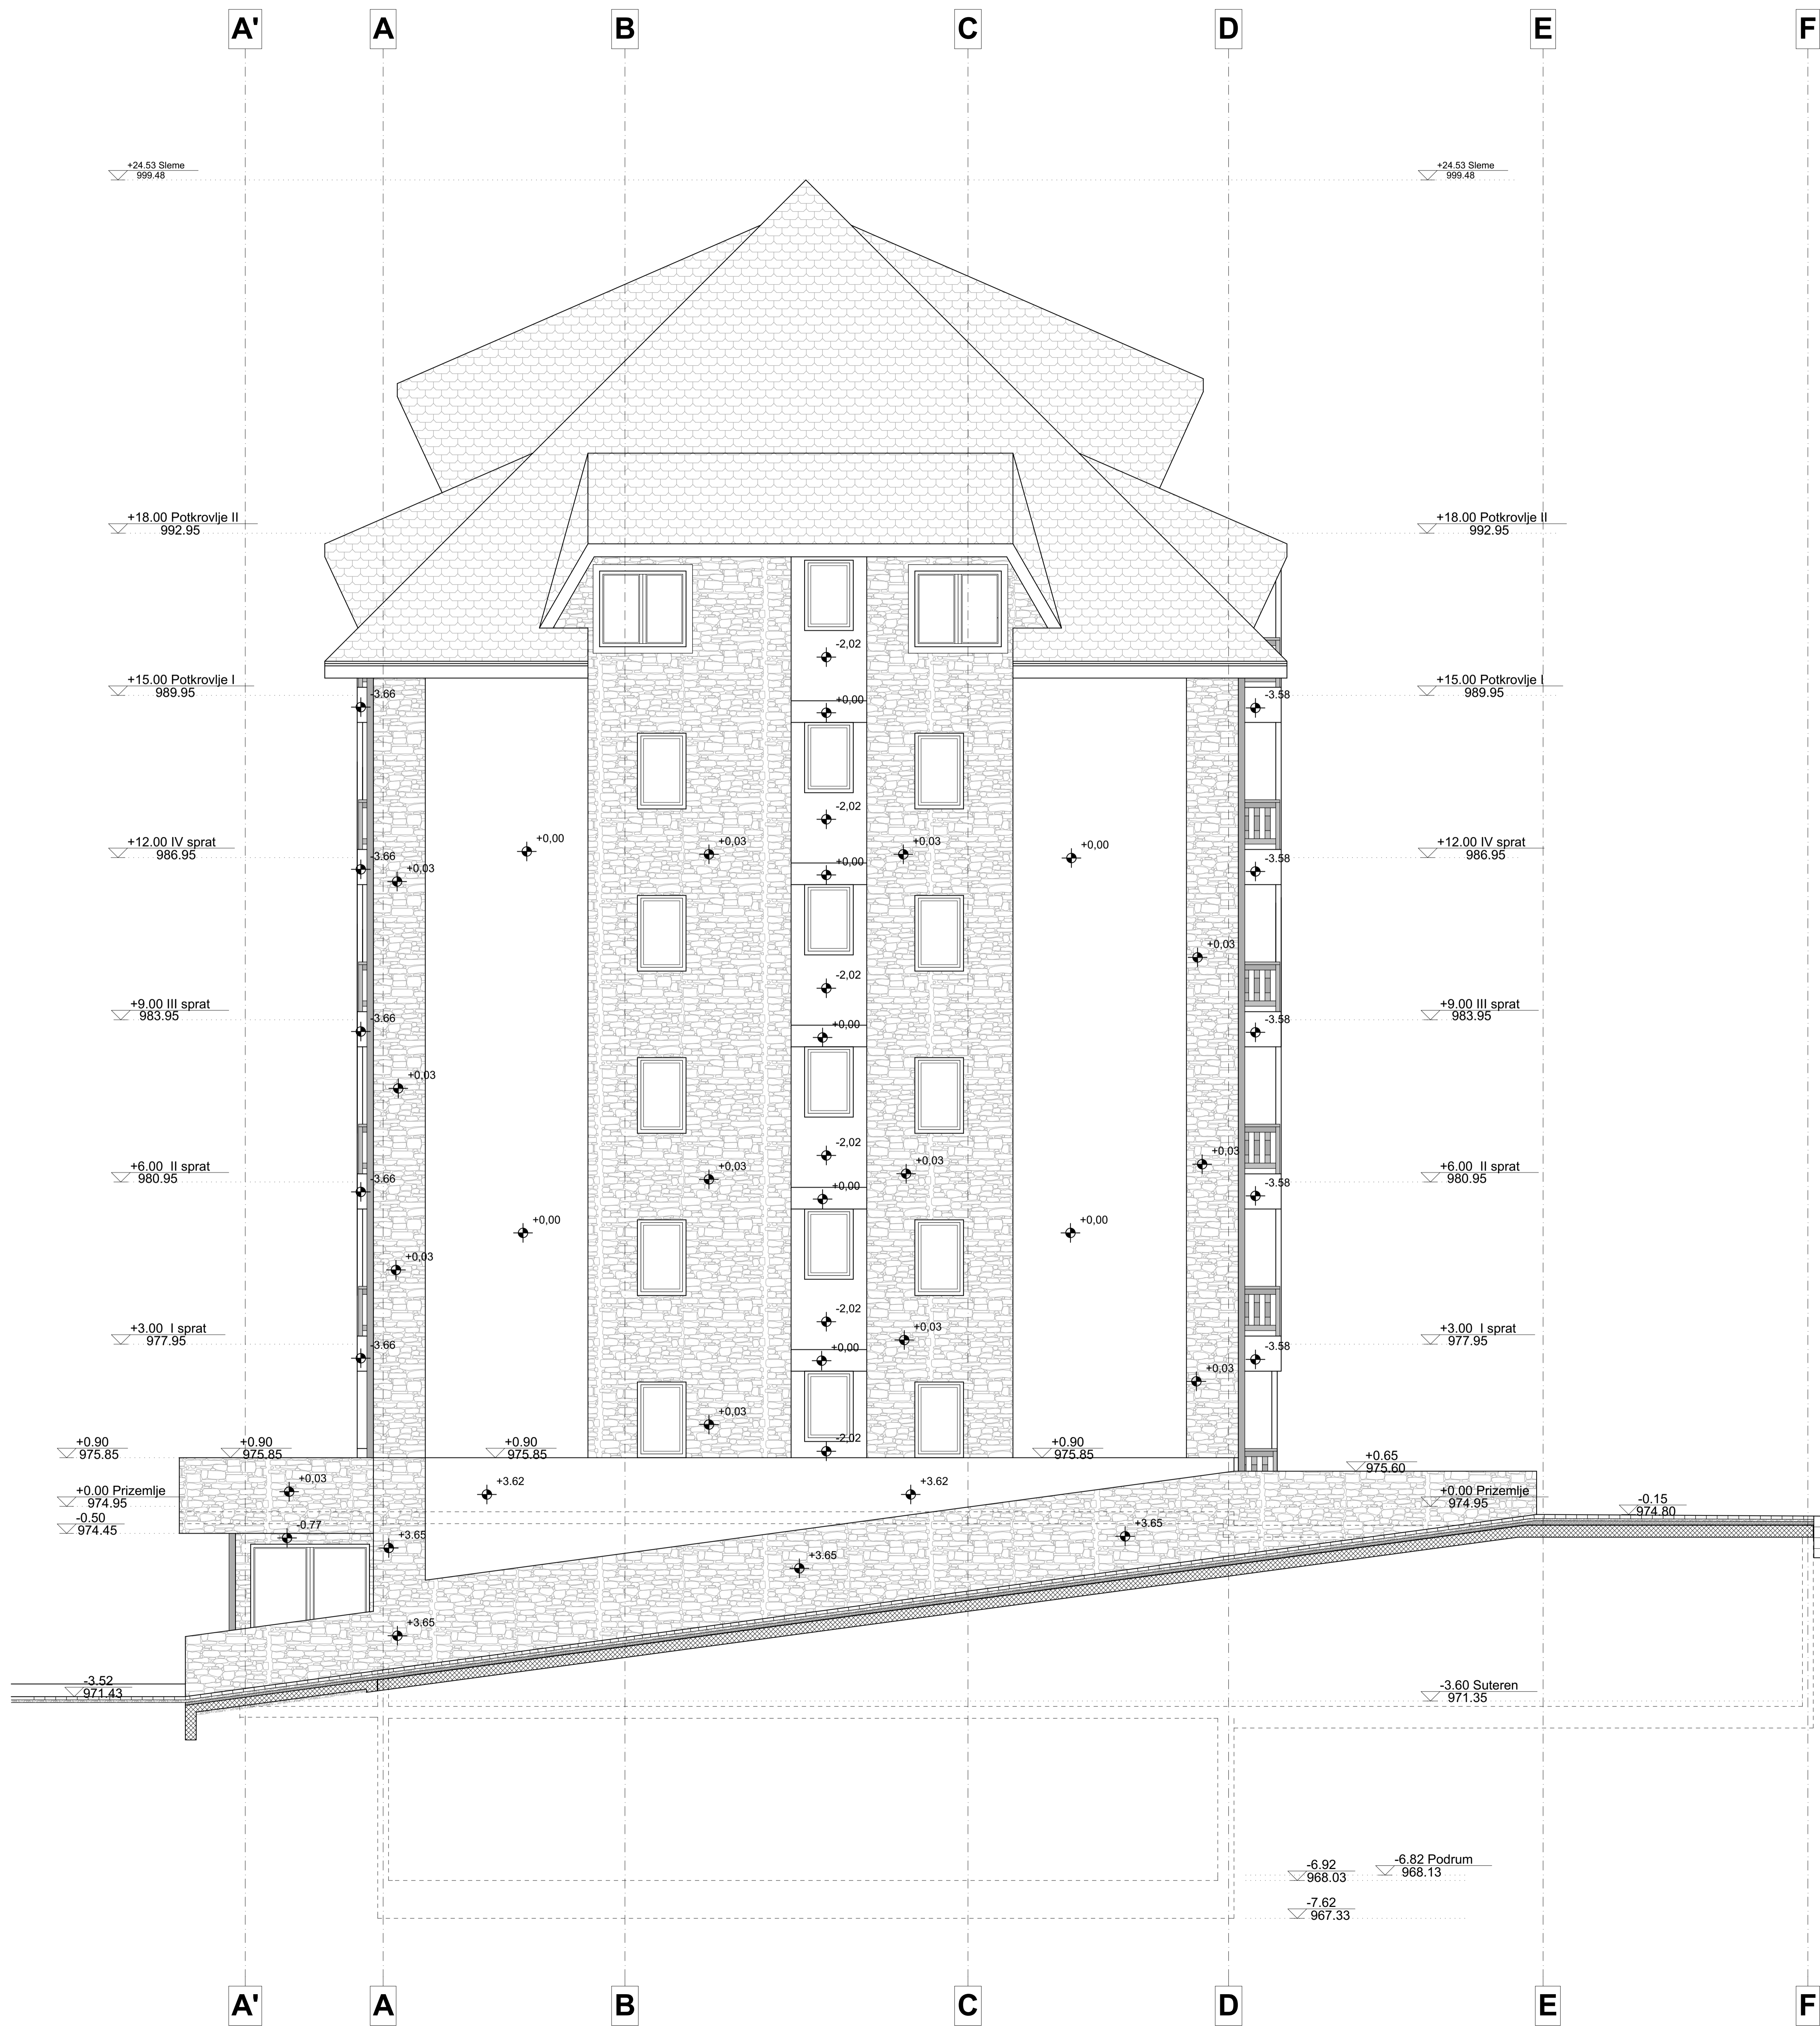 A' A B C D E F
+24.53 Sleme +24.53 Sleme
999.48 999.48
+18.00 Potkrovlje II +18.00 Potkrovlje II
992.95 992.95
-2,02
+15.00 Potkrovlje I +15.00 Potkrovlje I
989.95 989.95
-3.66 -3.58
+0,00
-2,02
+12.00 IV sprat +12.00 IV sprat
986.95 986.95
+0,00 +0,03 +0,03 +0,00
-3.66 -3.58
+0,00
+0,03
+0,03
-2,02
+9.00 III sprat +9.00 III sprat
983.95 983.95
-3.66 -3.58
+0,00
+0,03
-2,02
+0,03
+6.00 II sprat +6.00 II sprat
980.95 980.95
+0,03 +0,03
-3.66 -3.58
+0,00
+0,00 +0,00
+0,03
-2,02
+3.00 I sprat +3.00 I sprat
977.95 977.95
+0,03
-3.66 +0,00 -3.58
+0,03
+0,03
-2,02
+0.90 +0.90 +0.90 +0.90
975.85 975.85 975.85 975.85
+0.65
975.60
+0,03 +3.62 +3.62
+0.00 Prizemlje +0.00 Prizemlje
974.95 974.95
-0.15
974.80
-0.50
974.45
-0.77 +3.65 +3.65
+3.65
+3.65
-3.52
971.43
-3.60 Suteren
971.35
-6.82 Podrum
968.13
-6.92
968.03
-7.62
967.33
A' A B C D E F